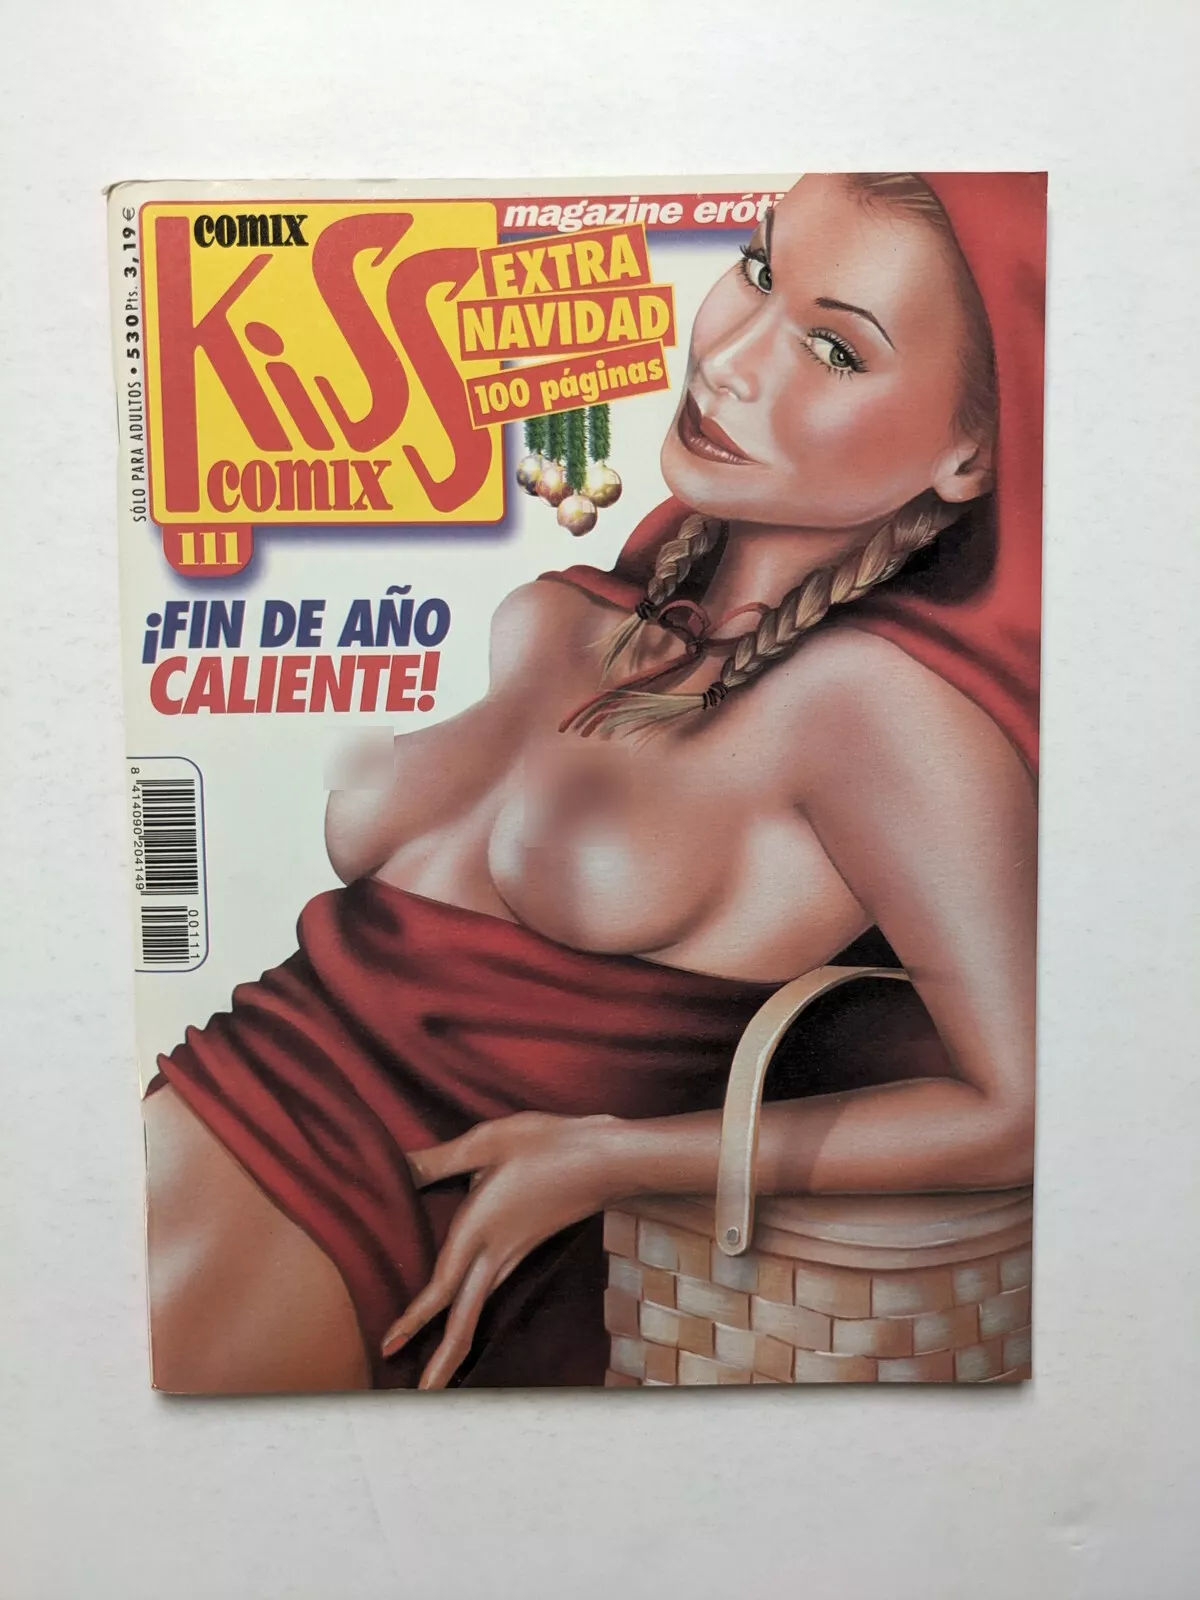 SÓLO PARA ADULTOS • 530 Pts. 3,19 €
comix
Kiss
comix
111
magazine eróti
EXTRA
NAVIDAD
100 páginas
¡FIN DE AÑO
CALIENTE!
8 414090 204149
00111